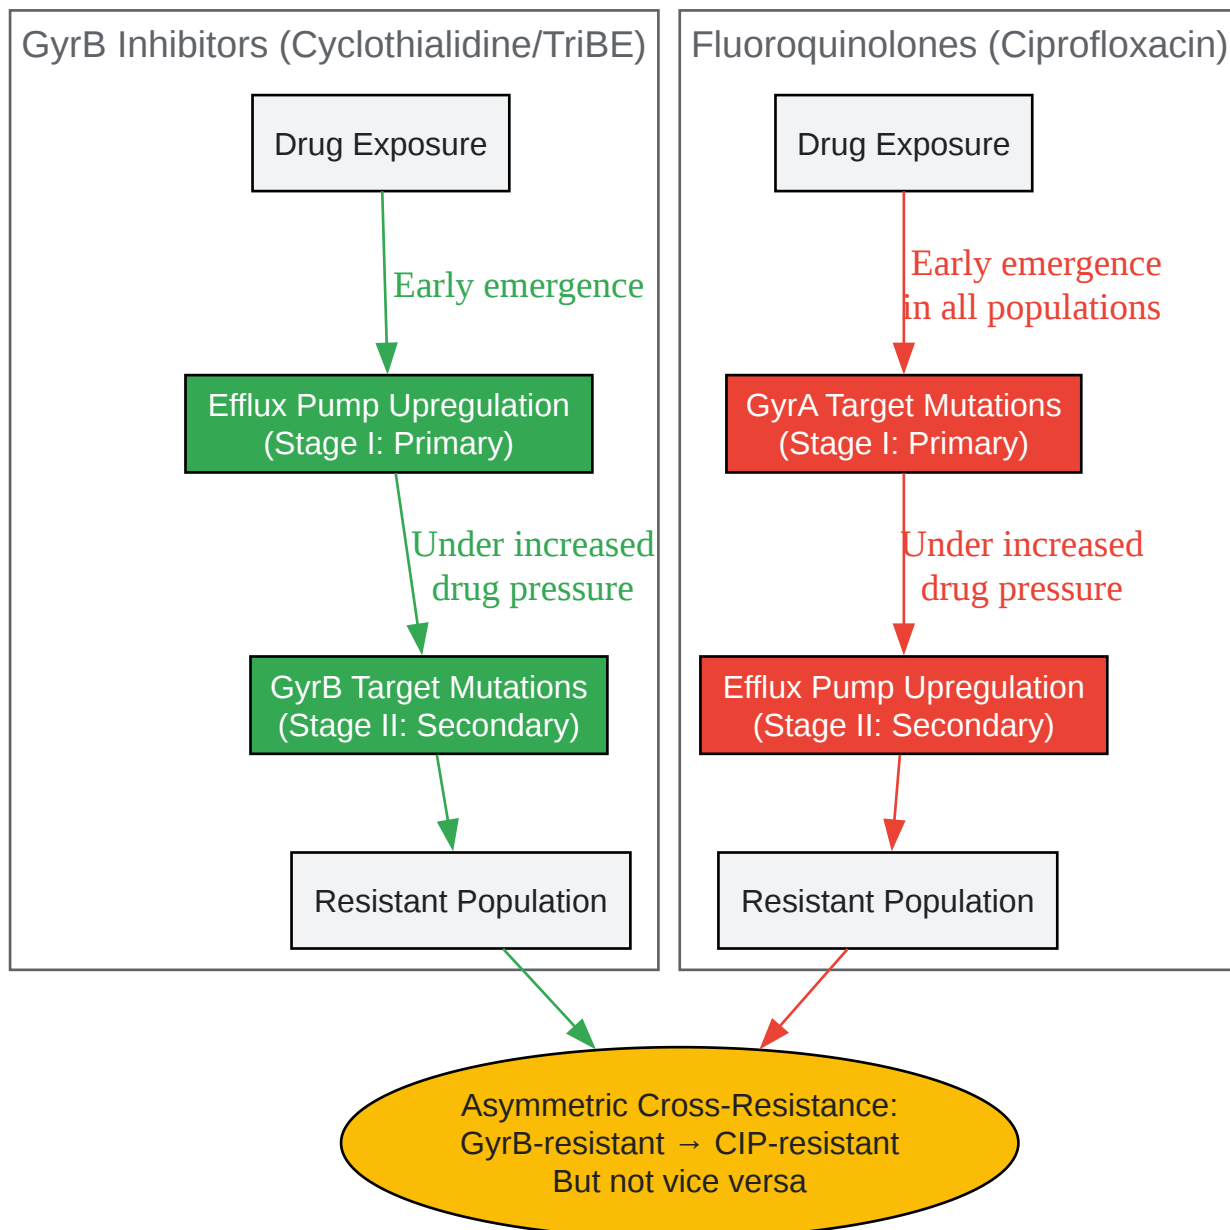 GyrB Inhibitors (Cyclothialidine/TriBE)
Drug Exposure
Early emergence
Efflux Pump Upregulation
(Stage I: Primary)
Under increased
drug pressure
GyrB Target Mutations
(Stage II: Secondary)
Resistant Population
Fluoroquinolones (Ciprofloxacin)
Drug Exposure
Early emergence
in all populations
GyrA Target Mutations
(Stage I: Primary)
Under increased
drug pressure
Efflux Pump Upregulation
(Stage II: Secondary)
Resistant Population
Asymmetric Cross-Resistance:
GyrB-resistant → CIP-resistant
But not vice versa